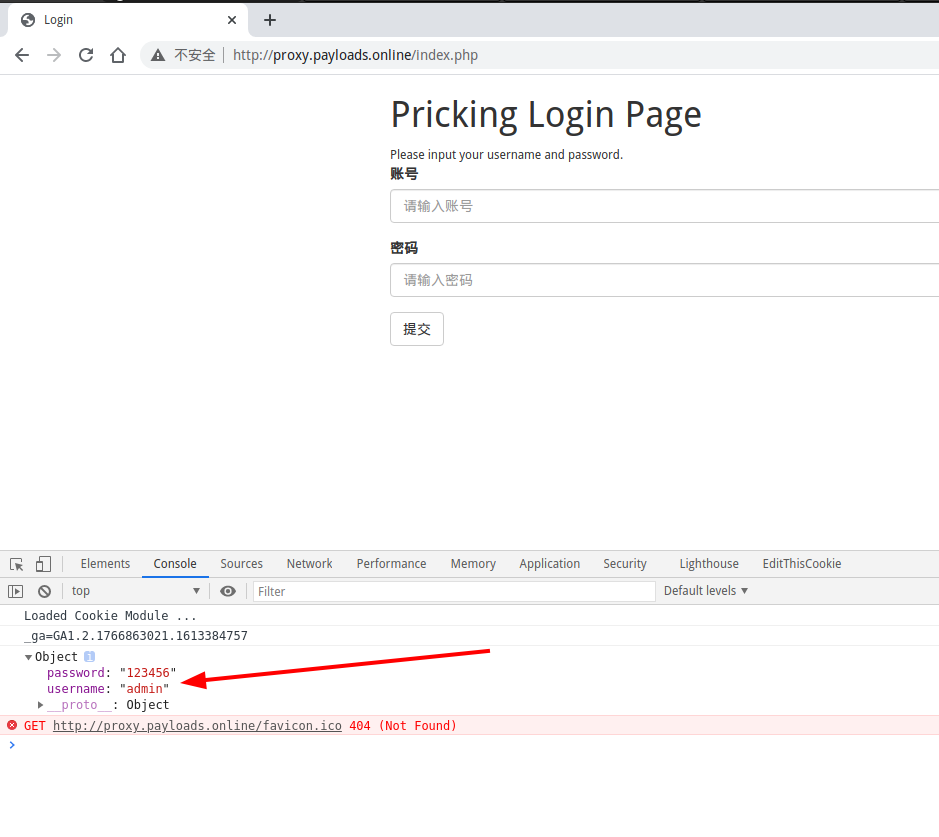 Login
不安全 http://proxy.payloads.online/index.php
Pricking Login Page
Please input your username and password.
账号
请输入账号
密码
请输入密码
提交
Elements Console Sources Network Performance Memory Application Security Lighthouse EditThisCookie
top Filter Default levels
Loaded Cookie Module ...
_ga=GA1.2.1766863021.1613384757
Object i
password: "123456"
username: "admin"
__proto__: Object
GET http://proxy.payloads.online/favicon.ico 404 (Not Found)